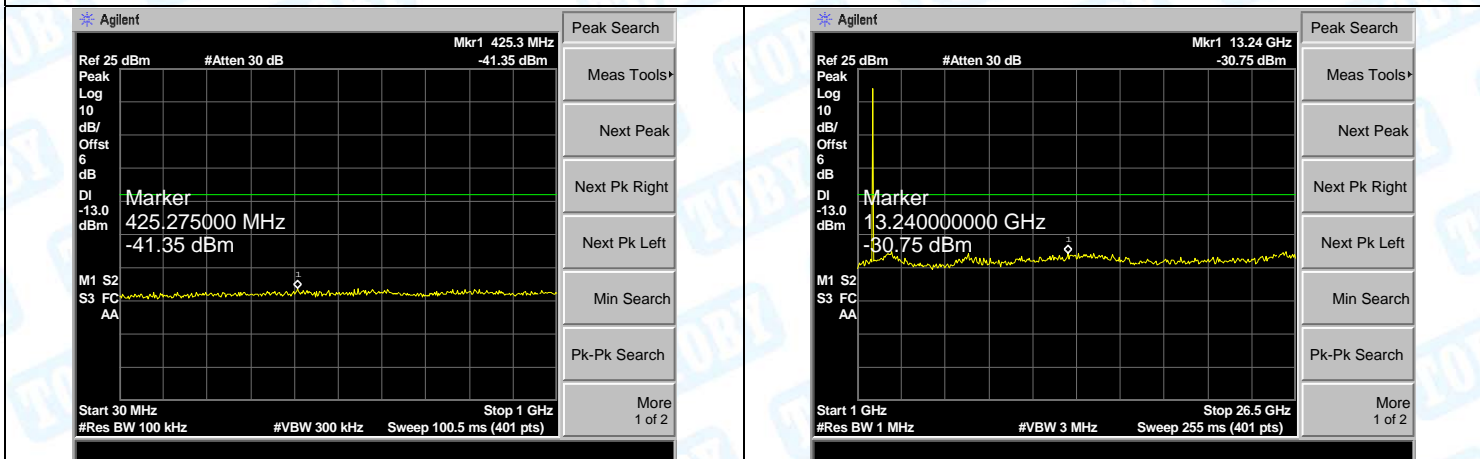 Agilent
Peak Search
Mkr1 425.3 MHz
Ref 25 dBm #Atten 30 dB -41.35 dBm
Peak
Log
10
dB/
Offst
6
dB
DI
-13.0
dBm
Marker
425.275000 MHz
-41.35 dBm
1
M1 S2
S3 FC
AA
Start 30 MHz Stop 1 GHz
#Res BW 100 kHz #VBW 300 kHz Sweep 100.5 ms (401 pts)
Meas Tools
Next Peak
Next Pk Right
Next Pk Left
Min Search
Pk-Pk Search
More
1 of 2
Agilent
Peak Search
Mkr1 13.24 GHz
Ref 25 dBm #Atten 30 dB -30.75 dBm
Peak
Log
10
dB/
Offst
6
dB
DI
-13.0
dBm
Marker
13.240000000 GHz
-30.75 dBm
1
M1 S2
S3 FC
AA
Start 1 GHz Stop 26.5 GHz
#Res BW 1 MHz #VBW 3 MHz Sweep 255 ms (401 pts)
Meas Tools
Next Peak
Next Pk Right
Next Pk Left
Min Search
Pk-Pk Search
More
1 of 2
TOBY